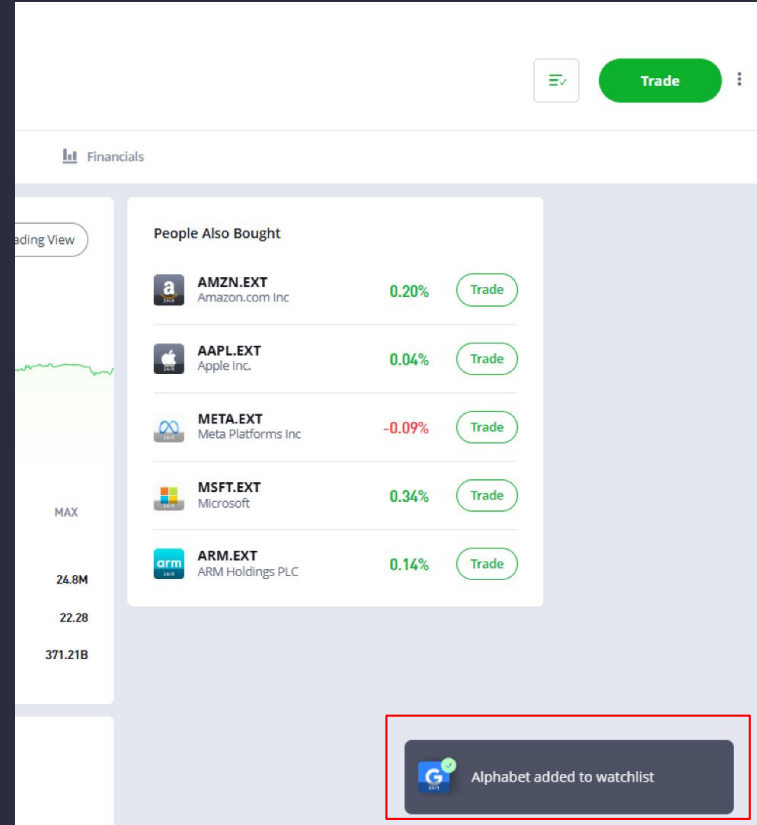 Trade
Financials
ading View
People Also Bought
AMZN.EXT
Amazon.com Inc
0.20%
Trade
AAPL.EXT
Apple Inc.
0.04%
Trade
META.EXT
Meta Platforms Inc
-0.09%
Trade
MSFT.EXT
Microsoft
0.34%
Trade
arm
ARM.EXT
ARM Holdings PLC
0.14%
Trade
MAX
24.8M
22.28
371.21B
Alphabet added to watchlist